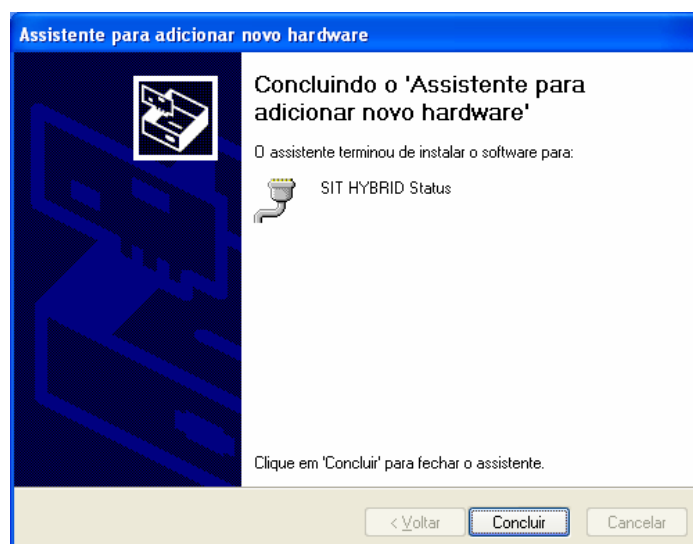 Assistente para adicionar novo hardware
Concluindo o 'Assistente para
adicionar novo hardware'
O assistente terminou de instalar o software para:
SIT HYBRID Status
Clique em 'Concluir' para fechar o assistente.
< Voltar
Concluir
Cancelar